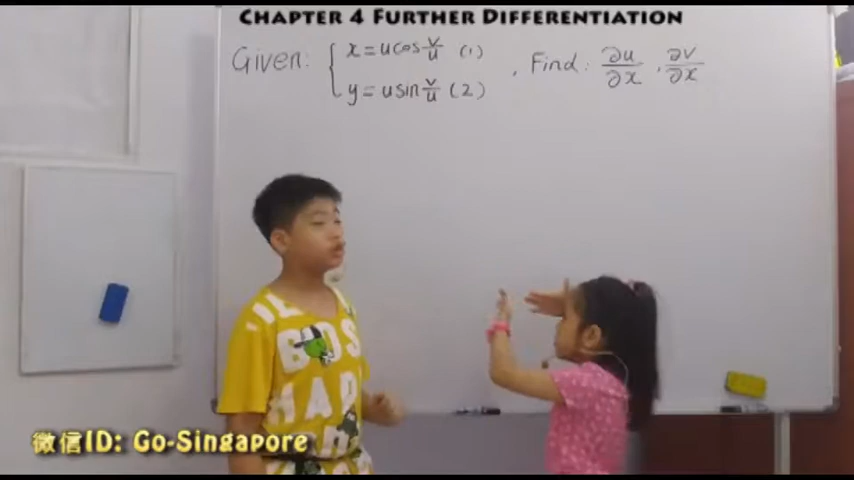 CHAPTER 4 FURTHER DIFFERENTIATION
Given: { x = u cos v/u (1) , Find: ∂u/∂x , ∂v/∂x
y = u sin v/u (2)
微信ID: Go-Singapore